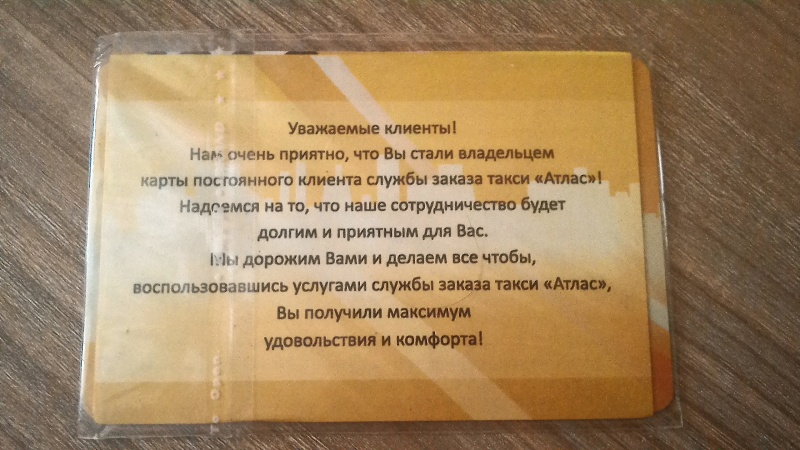 Уважаемые клиенты!
Нам очень приятно, что Вы стали владельцем
карты постоянного клиента службы заказа такси «Атлас»!
Надеемся на то, что наше сотрудничество будет
долгим и приятным для Вас.
Мы дорожим Вами и делаем все чтобы,
воспользовавшись услугами службы заказа такси «Атлас»,
Вы получили максимум
удовольствия и комфорта!
To Open